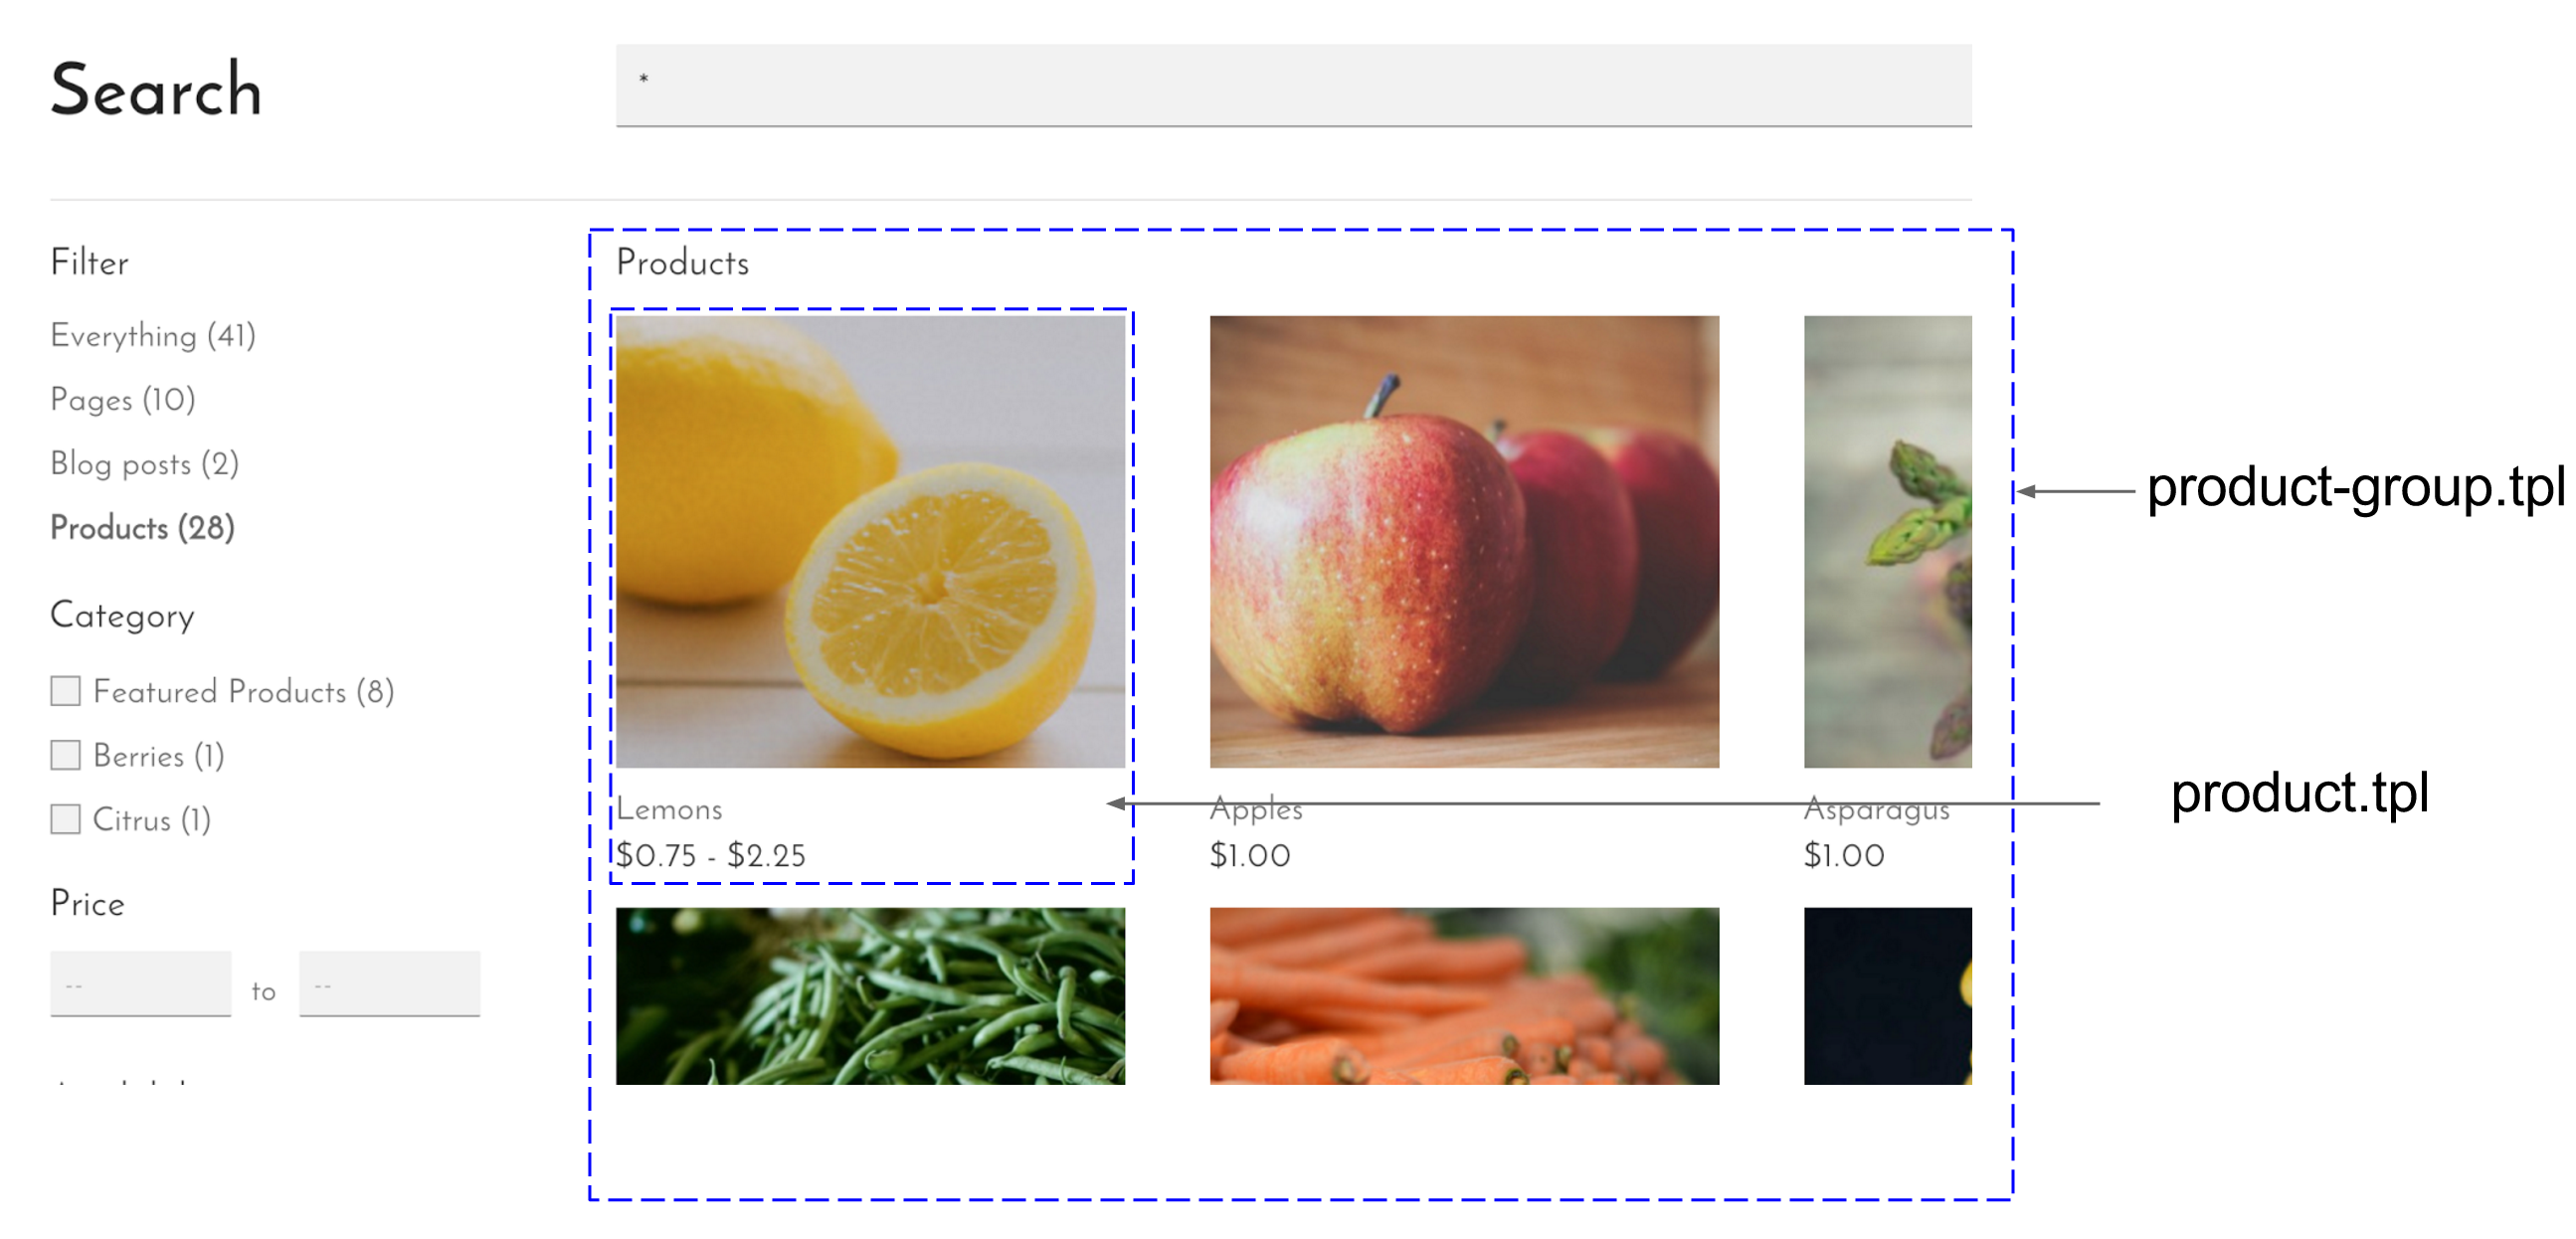 Search
*
Filter
Everything (41)
Pages (10)
Blog posts (2)
Products (28)
Category
Featured Products (8)
Berries (1)
Citrus (1)
Price
-- to --
Products
Lemons
$0.75 - $2.25
Apples
$1.00
Asparagus
$1.00
product-group.tpl
product.tpl